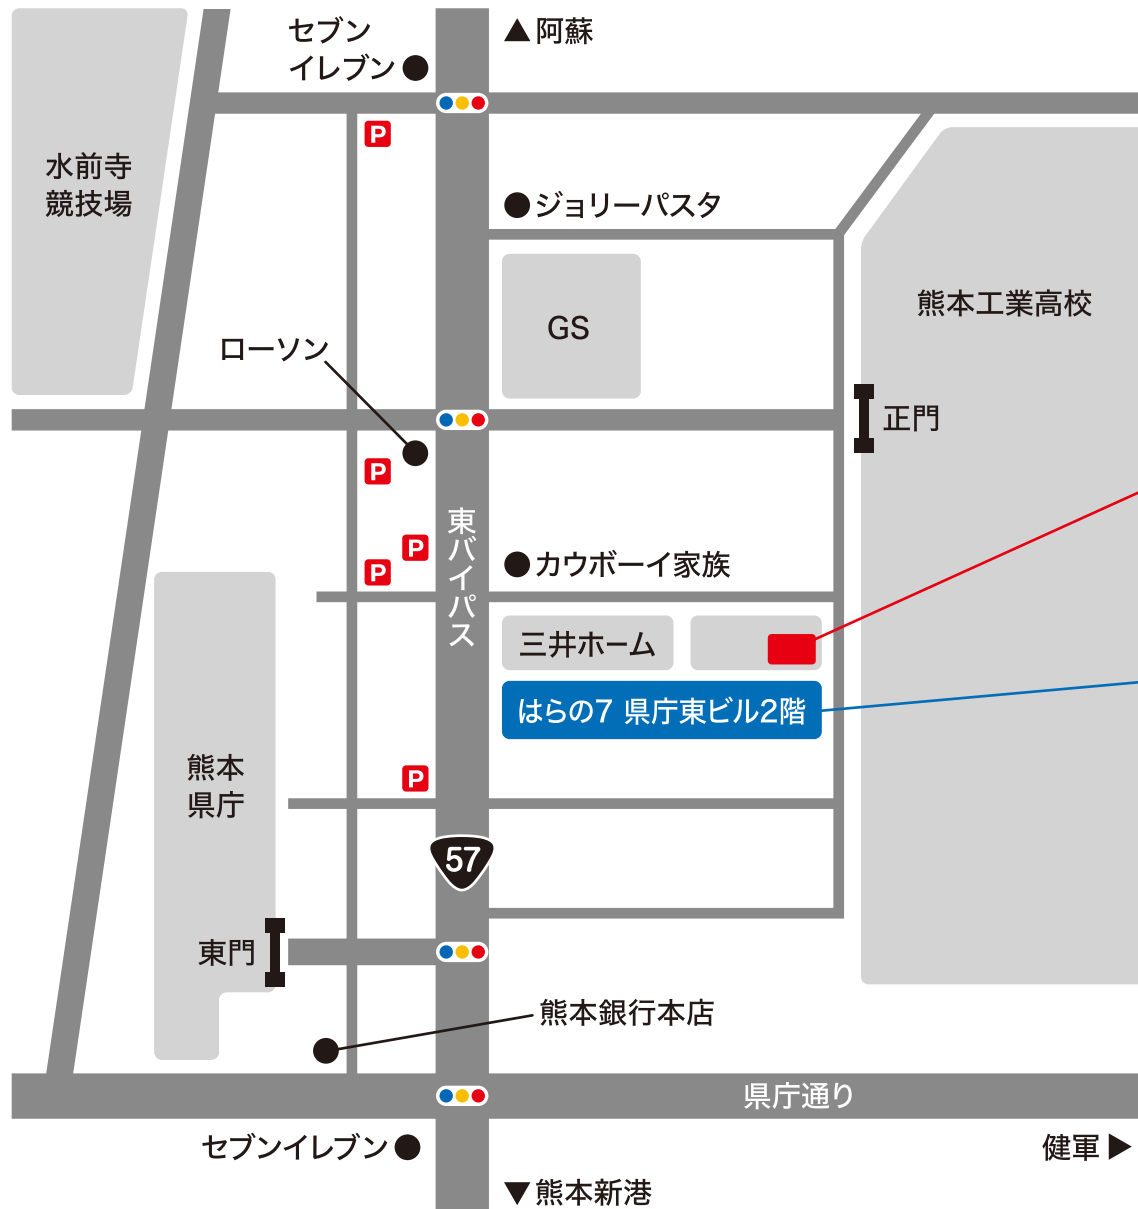 セブン
イレブン
▲阿蘇
P
水前寺
競技場
ジョリーパスタ
熊本工業高校
GS
ローソン
正門
P
東バイパス
P
カウボーイ家族
P
三井ホーム
はらの7 県庁東ビル2階
熊本
県庁
P
57
東門
熊本銀行本店
県庁通り
セブンイレブン
健軍▶
▼熊本新港